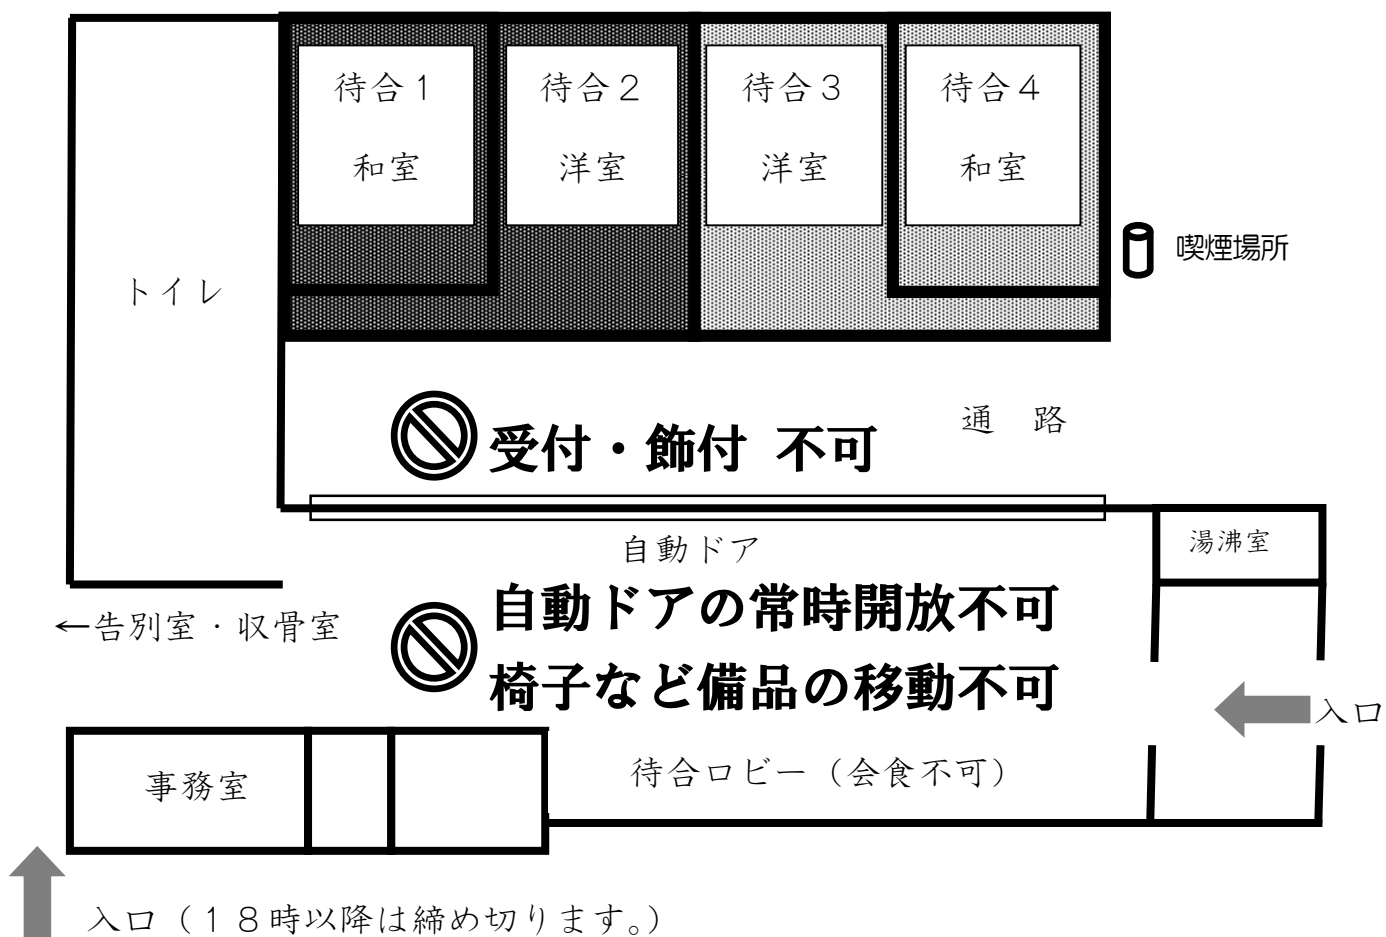 待合１
和室
待合２
洋室
待合３
洋室
待合４
和室
喫煙場所
トイレ
通　路
受付・飾付 不可
自動ドア
湯沸室
自動ドアの常時開放不可
←告別室・収骨室
椅子など備品の移動不可
入口
待合ロビー（会食不可）
事務室
入口（１８時以降は締め切ります。）